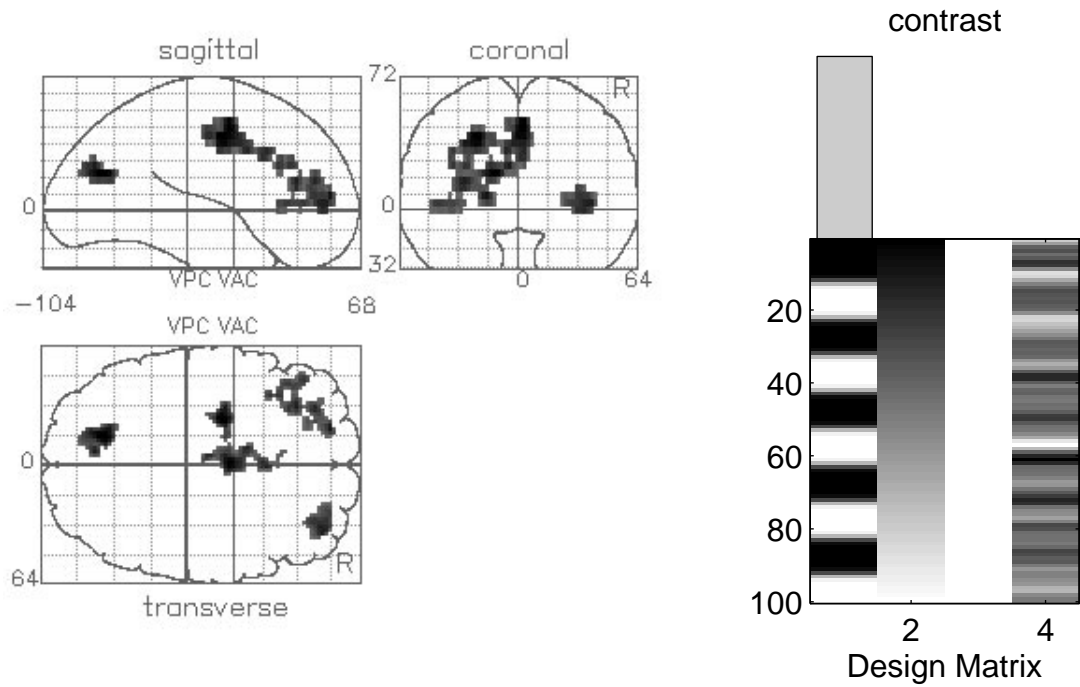 contrast
sagittal
coronal
72
R
0
0
32
VPC VAC
0
64
−104
68
VPC VAC
0
64
R
transverse
20
40
60
80
100
2
4
Design Matrix